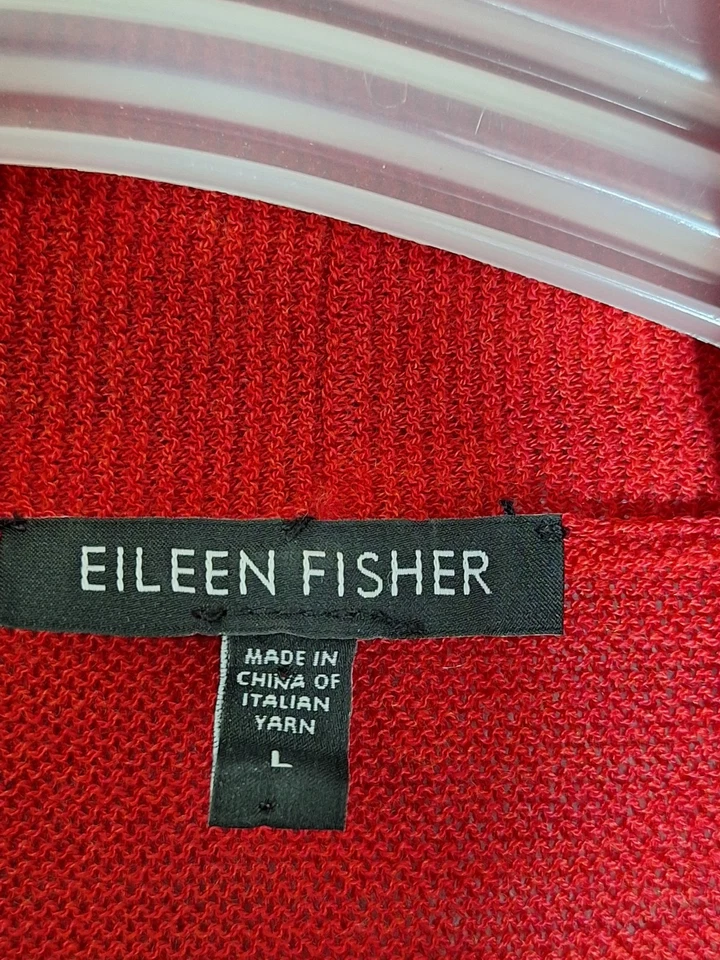 EILEEN FISHER
MADE IN
CHINA OF
ITALIAN
YARN
L